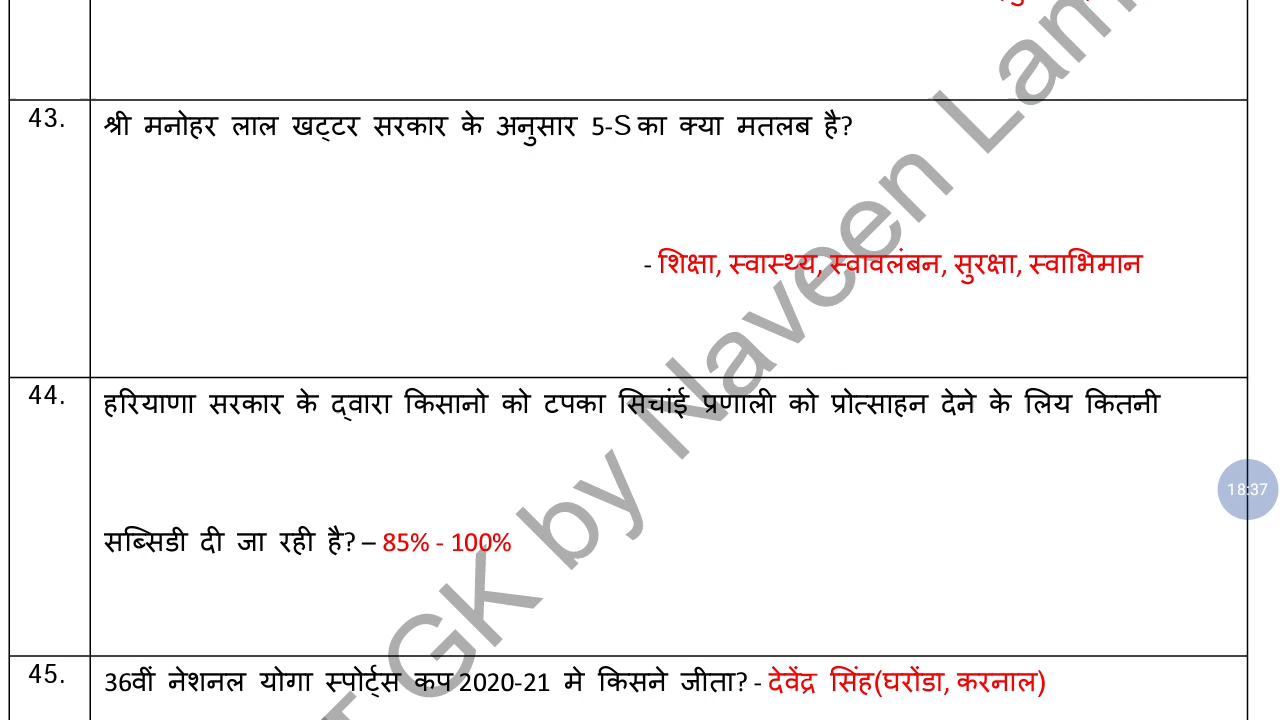 43.
श्री मनोहर लाल खट्टर सरकार के अनुसार 5-S का क्या मतलब है?
- शिक्षा, स्वास्थ्य, स्वावलंबन, सुरक्षा, स्वाभिमान
44.
हरियाणा सरकार के द्वारा किसानो को टपका सिचांई प्रणाली को प्रोत्साहन देने के लिय कितनी
18:37
सब्सिडी दी जा रही है? – 85% - 100%
45.
36वीं नेशनल योगा स्पोर्ट्स कप 2020-21 मे किसने जीता? - देवेंद्र सिंह(घरोंडा, करनाल)
GK by Naveen